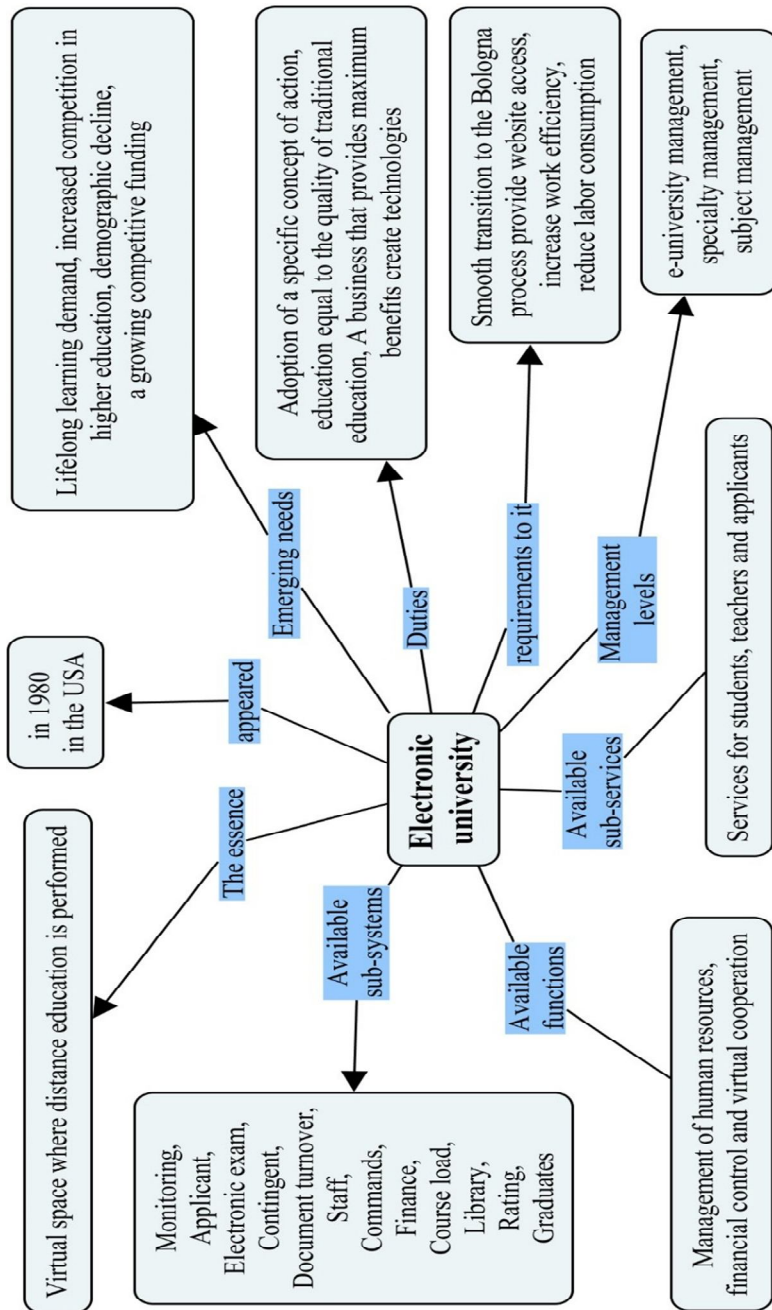 Virtual space where distance education is performed
in 1980
in the USA
Lifelong learning demand, increased competition in
higher education, demographic decline,
a growing competitive funding
The essence
appeared
Emerging needs
Adoption of a specific concept of action,
education equal to the quality of traditional
education, A business that provides maximum
benefits create technologies
Monitoring,
Applicant,
Electronic exam,
Contingent,
Document turnover,
Staff,
Commands,
Finance,
Course load,
Library,
Rating,
Graduates
Available
sub-systems
Electronic
university
Duties
requirements to it
Smooth transition to the Bologna
process provide website access,
increase work efficiency,
reduce labor consumption
Available
functions
Available
sub-services
Management
levels
e-university management,
specialty management,
subject management
Management of human resources,
financial control and virtual cooperation
Services for students, teachers and applicants